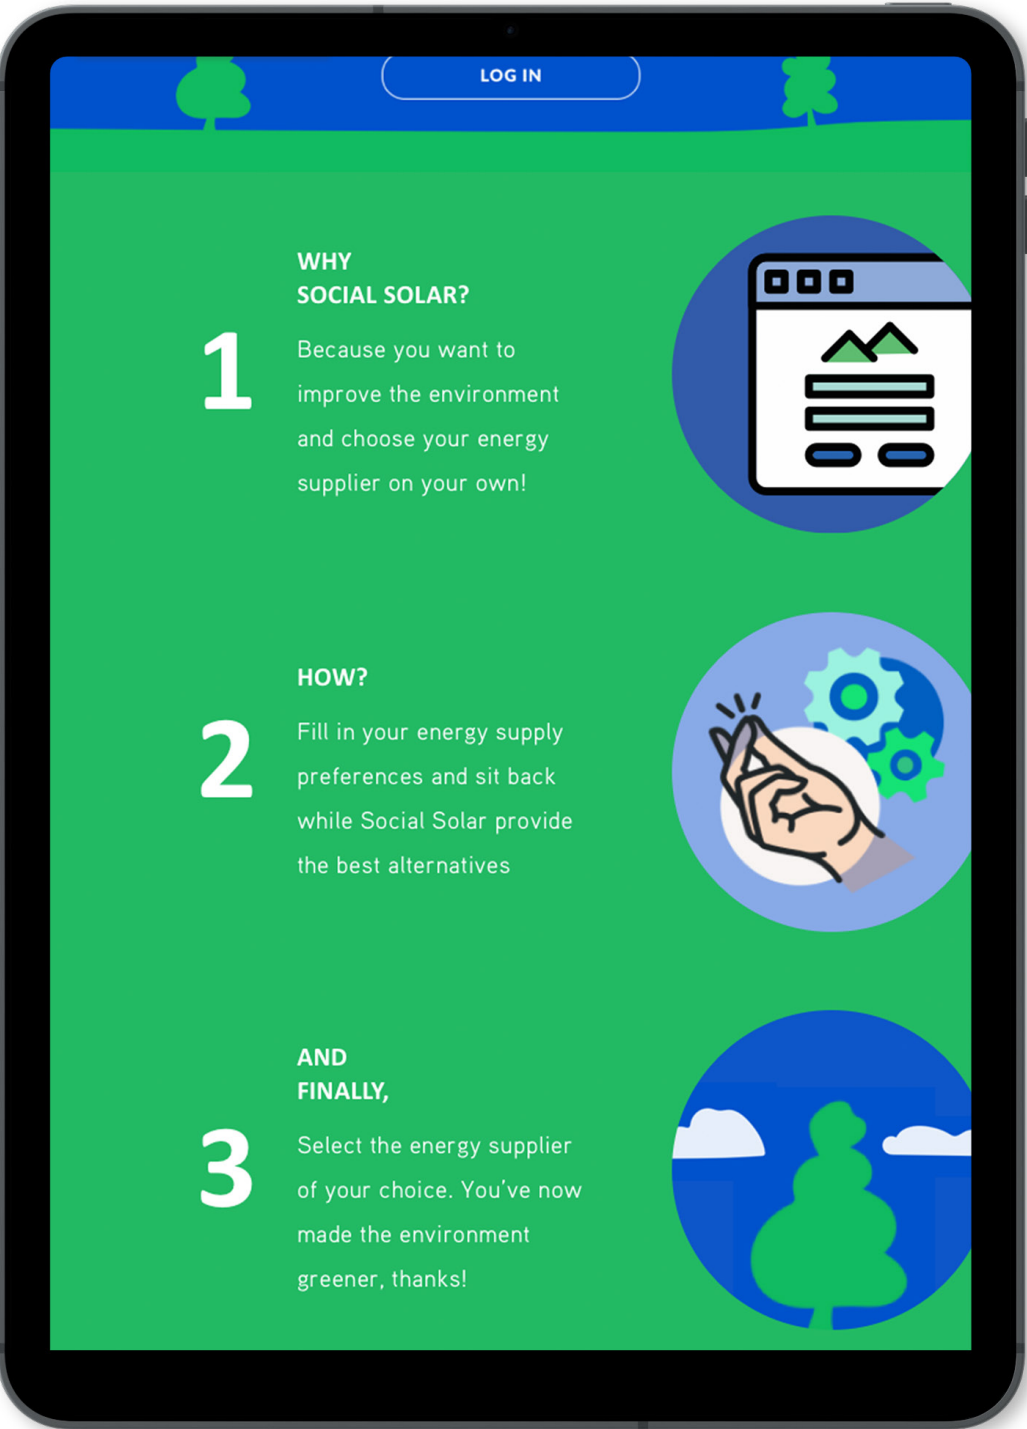 LOG IN
WHY
SOCIAL SOLAR?
1
Because you want to
improve the environment
and choose your energy
supplier on your own!
HOW?
2
Fill in your energy supply
preferences and sit back
while Social Solar provide
the best alternatives
AND
FINALLY,
3
Select the energy supplier
of your choice. You've now
made the environment
greener, thanks!